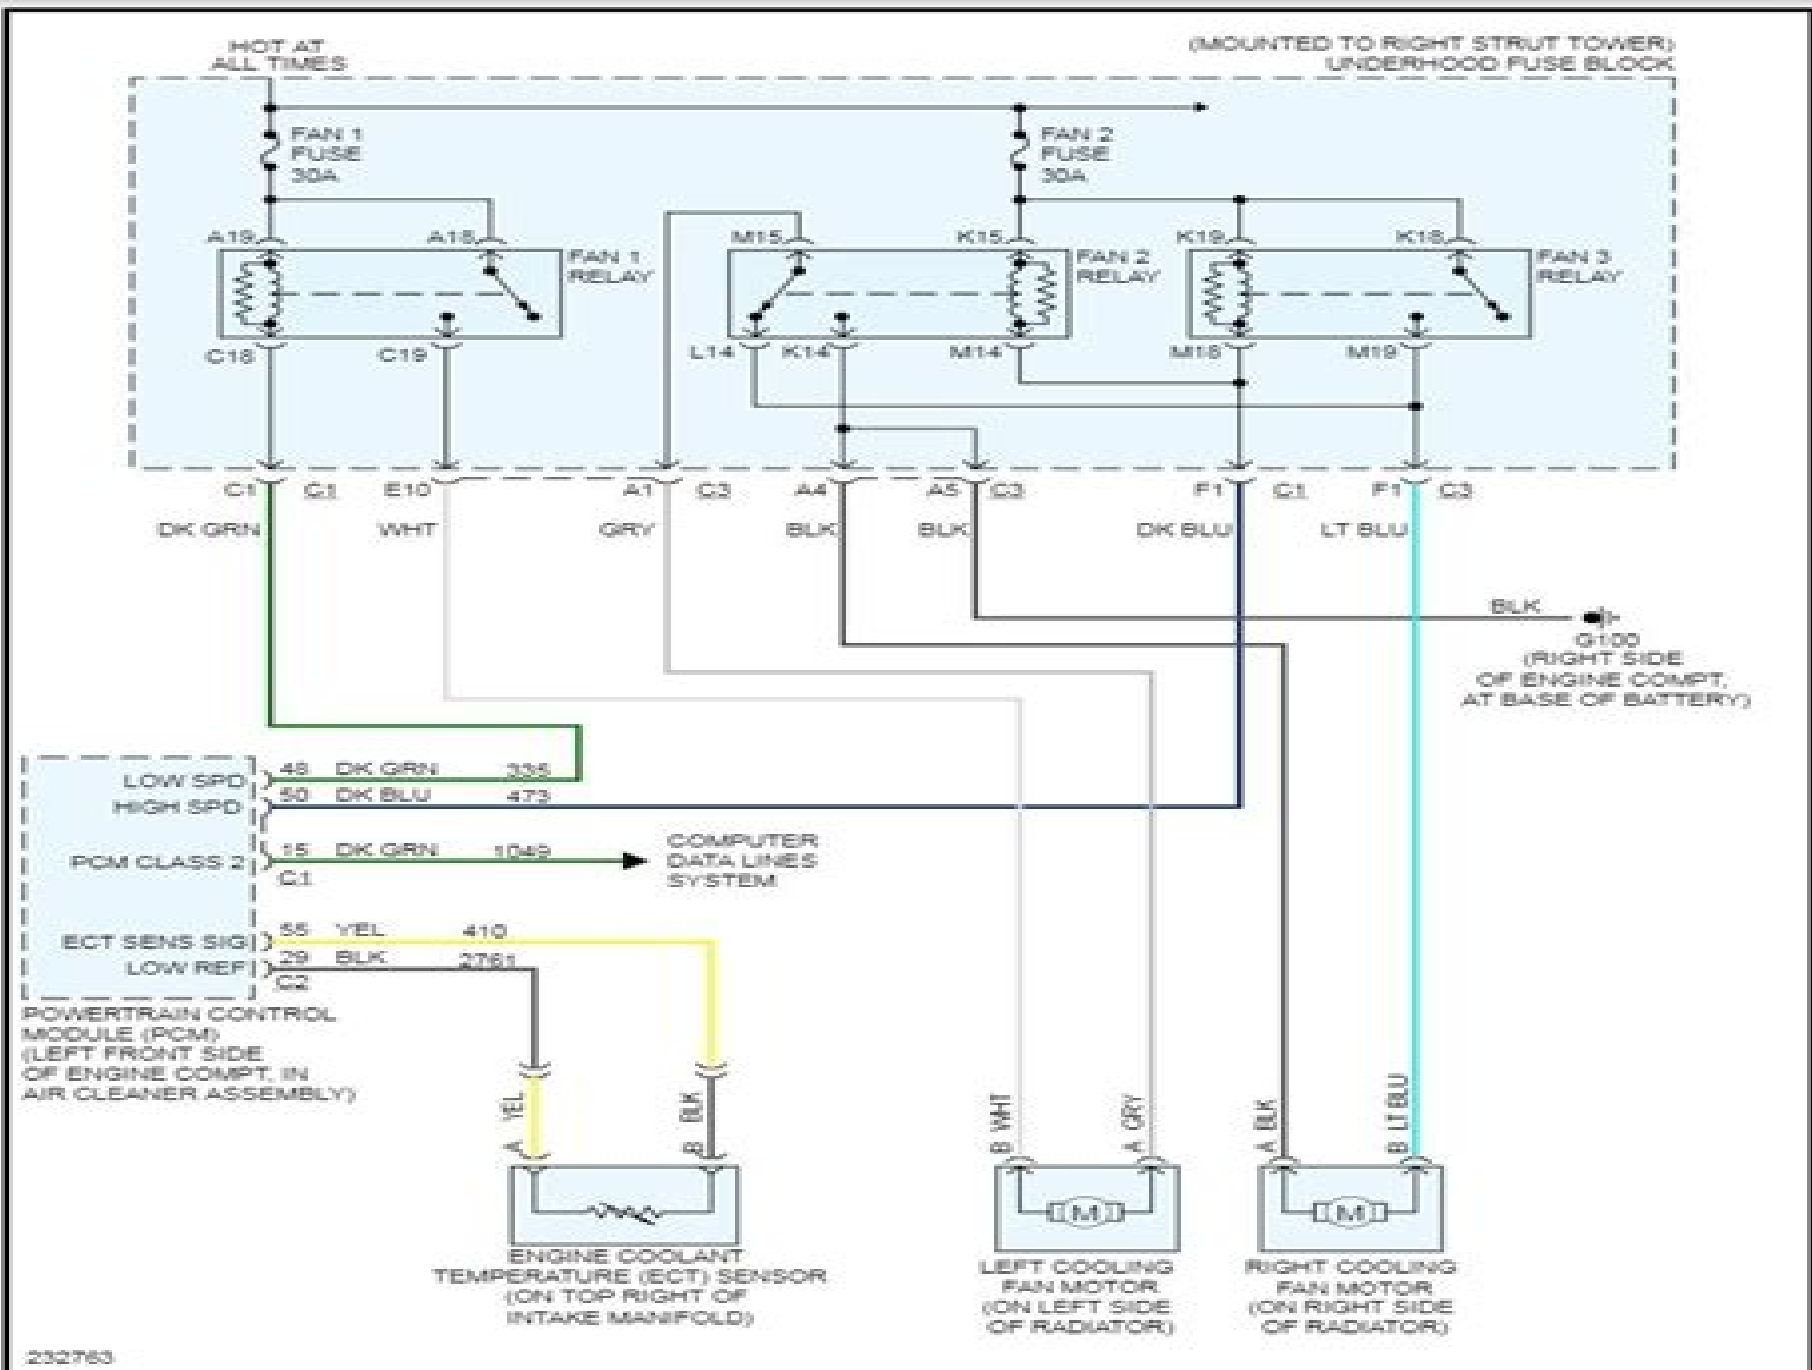 HOT AT
ALL TIMES
(MOUNTED TO RIGHT STRUT TOWER)
UNDERHOOD FUSE BLOCK
FAN 1
FUSE
30A
FAN 2
FUSE
30A
A19
A18
M15
K15
K19
K18
FAN 1
RELAY
FAN 2
RELAY
FAN 3
RELAY
C18
C19
L14
K14
M14
M18
M19
C1
C1
E10
A1
C3
A4
A5
C3
F1
C1
F1
C3
DK GRN
WHT
GRY
BLK
BLK
DK BLU
LT BLU
BLK
G100
(RIGHT SIDE
OF ENGINE COMPT,
AT BASE OF BATTERY)
LOW SPD
48 DK GRN 335
HIGH SPD
50 DK BLU 473
PCM CLASS 2
15 DK GRN 1049
C1
COMPUTER
DATA LINES
SYSTEM
ECT SENS SIG
55 YEL 410
LOW REF
29 BLK 2761
C2
POWERTRAIN CONTROL
MODULE (PCM)
(LEFT FRONT SIDE
OF ENGINE COMPT, IN
AIR CLEANER ASSEMBLY)
A YEL
B BLK
B WHT
A GRY
A BLK
B LT BLU
M
M
ENGINE COOLANT
TEMPERATURE (ECT) SENSOR
(ON TOP RIGHT OF
INTAKE MANIFOLD)
LEFT COOLING
FAN MOTOR
(ON LEFT SIDE
OF RADIATOR)
RIGHT COOLING
FAN MOTOR
(ON RIGHT SIDE
OF RADIATOR)
232763